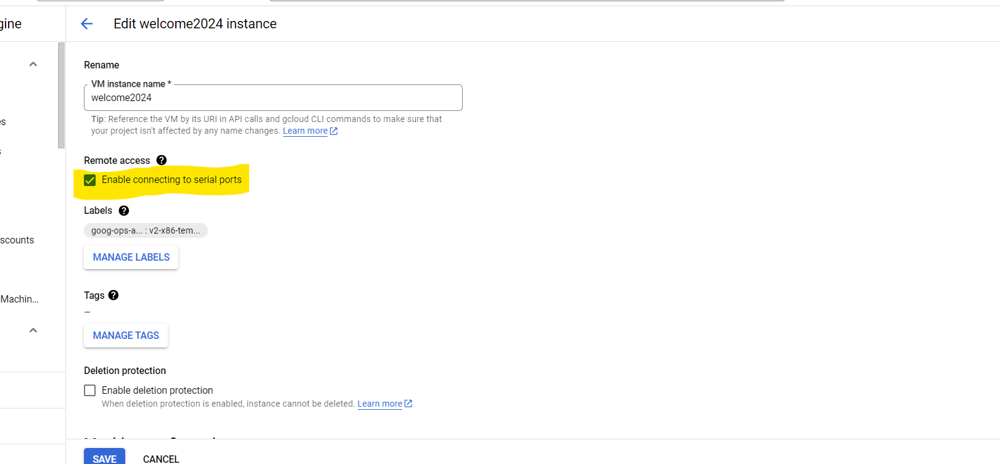 gine
Edit welcome2024 instance
Rename
VM instance name *
welcome2024
Tip: Reference the VM by its URI in API calls and gcloud CLI commands to make sure that
your project isn't affected by any name changes. Learn more
es
s
Remote access
Enable connecting to serial ports
Labels
goog-ops-a... : v2-x86-tem...
scounts
MANAGE LABELS
Tags
Machin...
–
MANAGE TAGS
Deletion protection
Enable deletion protection
When deletion protection is enabled, instance cannot be deleted. Learn more
SAVE CANCEL